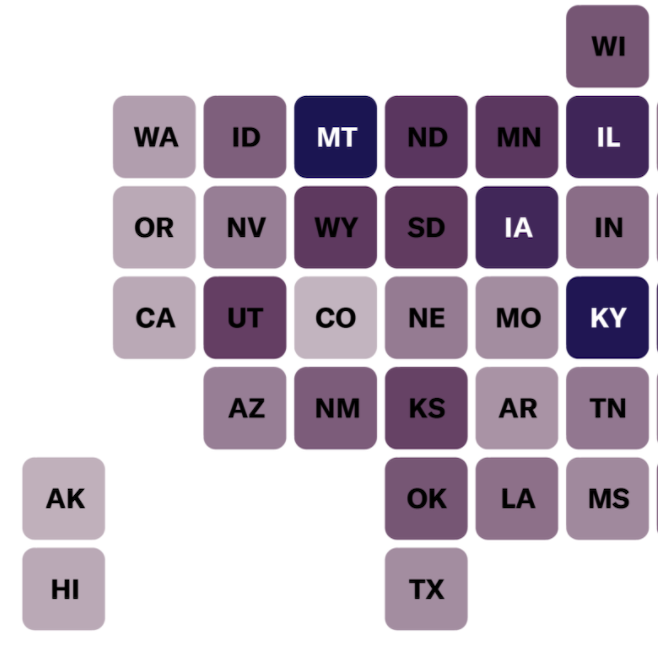 WI
WA ID MT ND MN IL
OR NV WY SD IA IN
CA UT CO NE MO KY
AZ NM KS AR TN
AK OK LA MS
HI TX